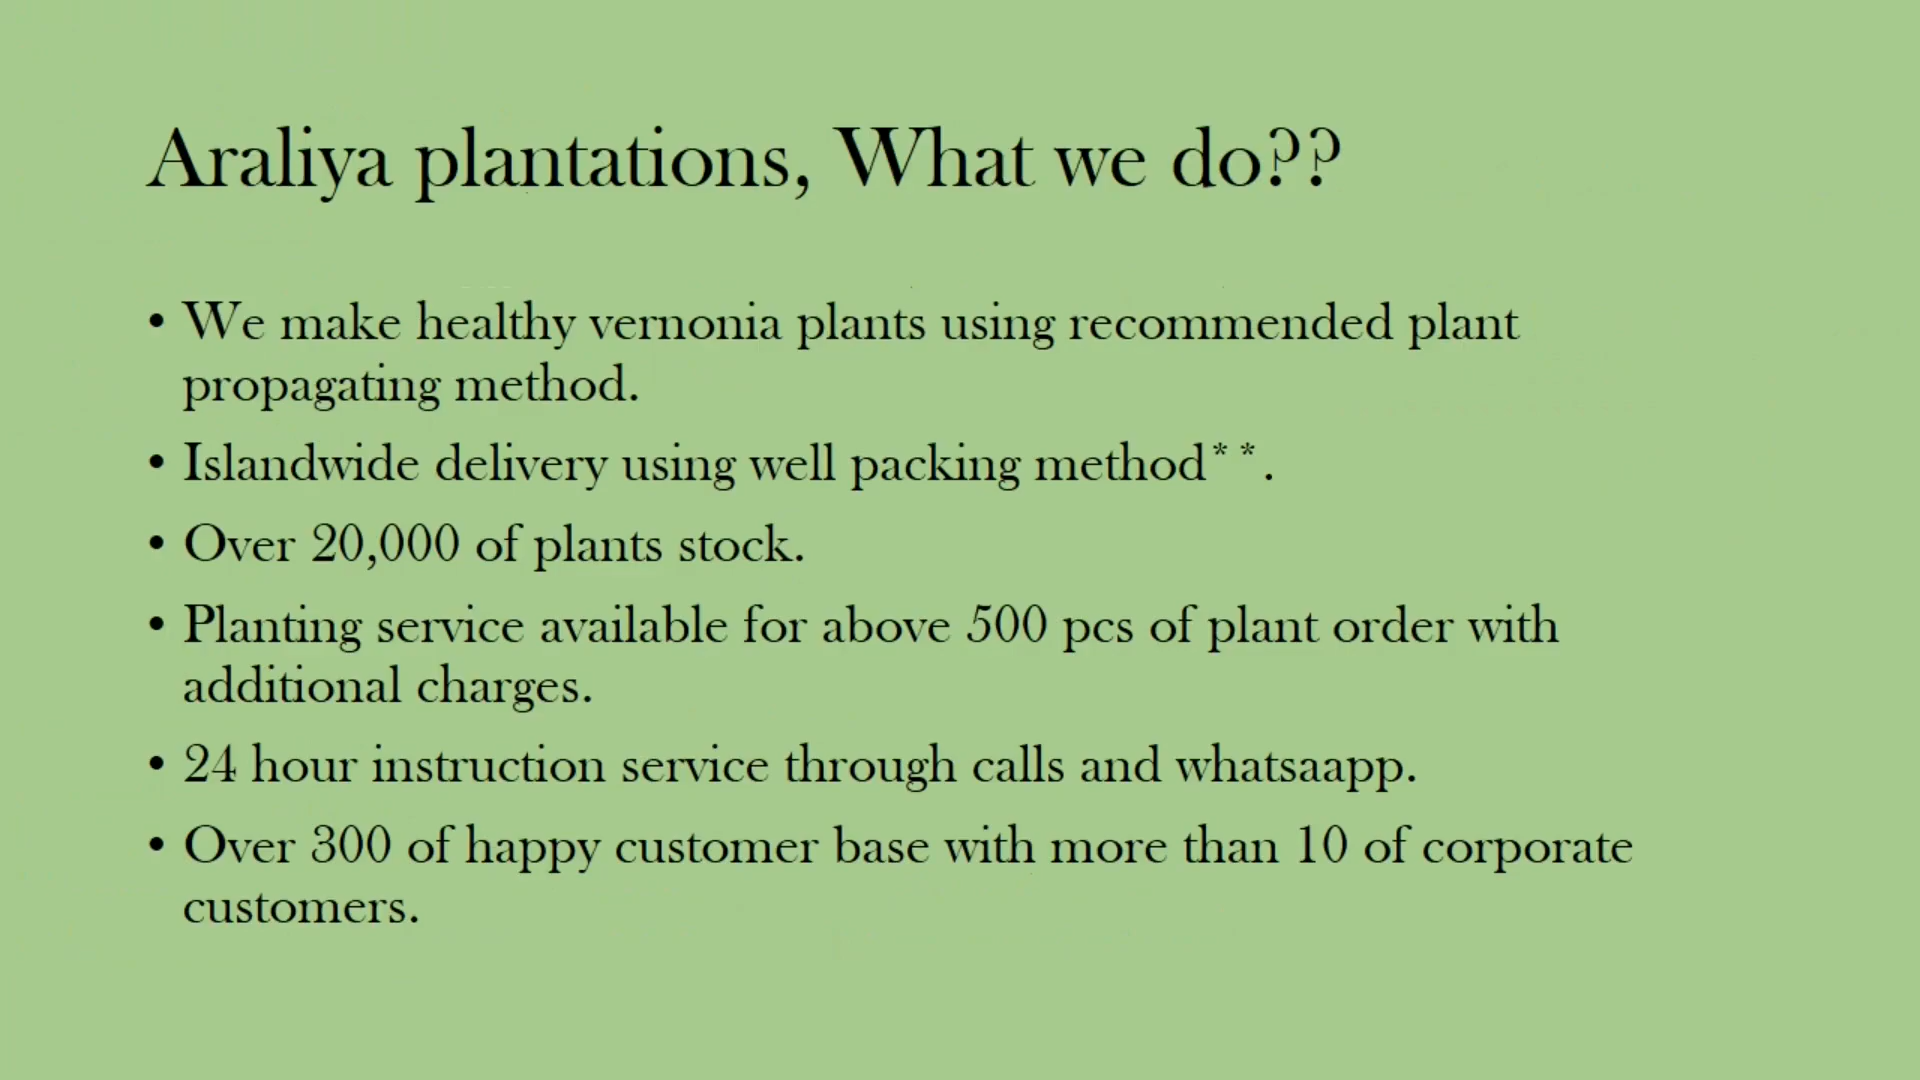 Araliya plantations, What we do??
• We make healthy vernonia plants using recommended plant
propagating method.
• Islandwide delivery using well packing method**.
• Over 20,000 of plants stock.
• Planting service available for above 500 pcs of plant order with
additional charges.
• 24 hour instruction service through calls and whatsaapp.
• Over 300 of happy customer base with more than 10 of corporate
customers.